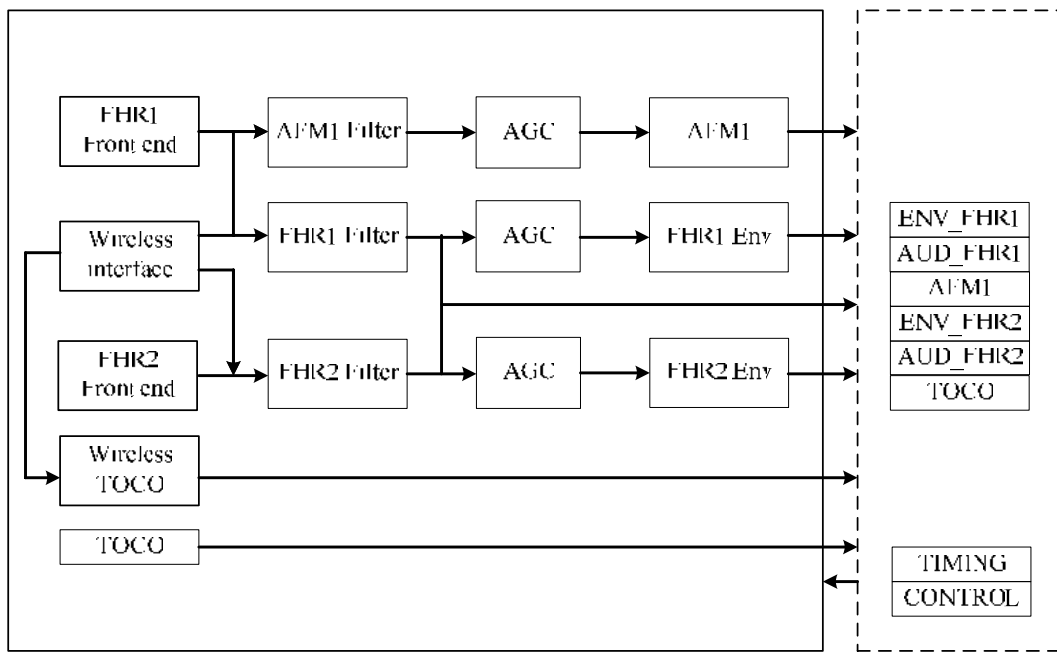 FHR1
Front end
AFM1 Filter
AGC
AFM1
Wireless
interface
FHR1 Filter
AGC
FHR1 Env
FHR2
Front end
FHR2 Filter
AGC
FHR2 Env
Wireless
TOCO
TOCO
ENV_FHR1
AUD_FHR1
AFM1
ENV_FHR2
AUD_FHR2
TOCO
TIMING
CONTROL